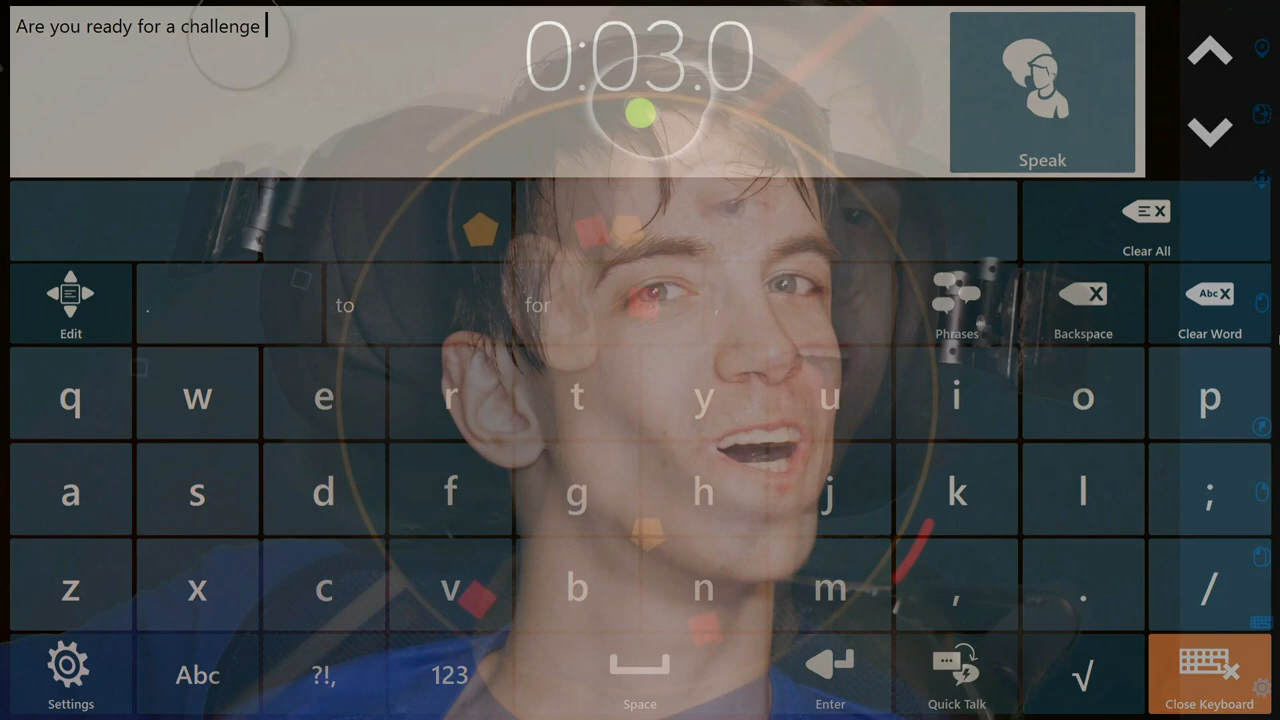 Are you ready for a challenge
0:03.0
Speak
Clear All
. to for ,
Edit Phrases Backspace Abc X Clear Word
q w e r t y u i o p
a s d f g h j k l ;
z x c v b n m , . /
Abc ?!, 123 √
Settings Space Enter Quick Talk Close Keyboard